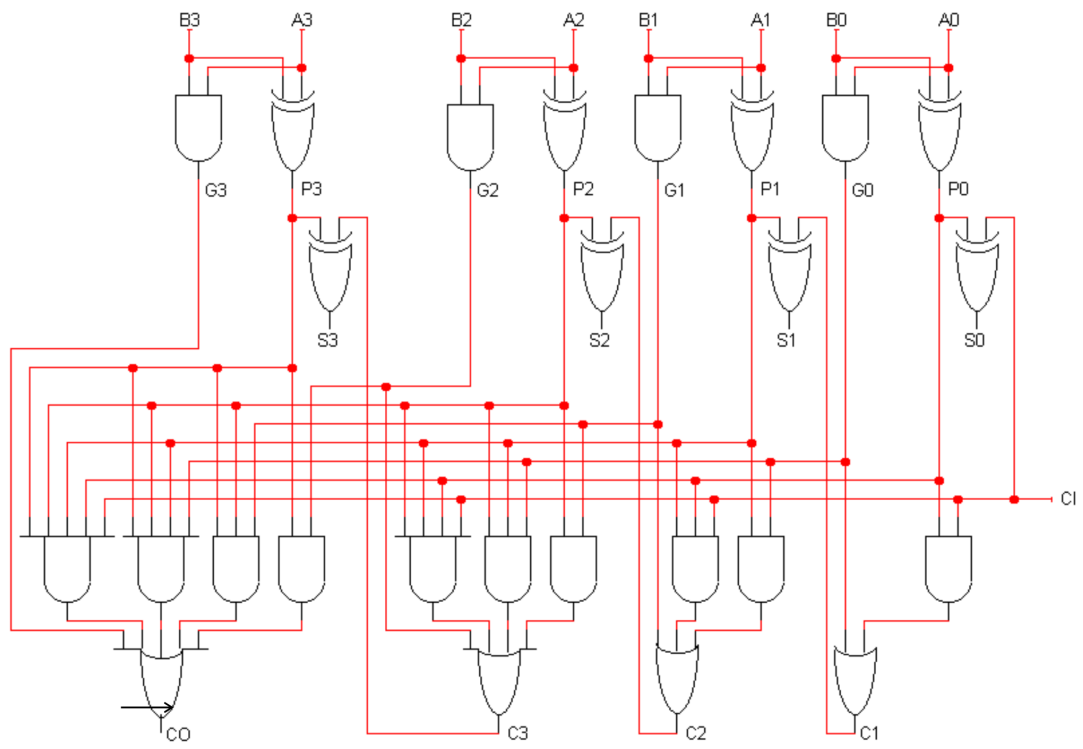 B3 A3 B2 A2 B1 A1 B0 A0
G3 P3 G2 P2 G1 P1 G0 P0
S3 S2 S1 S0
CI
CO C3 C2 C1